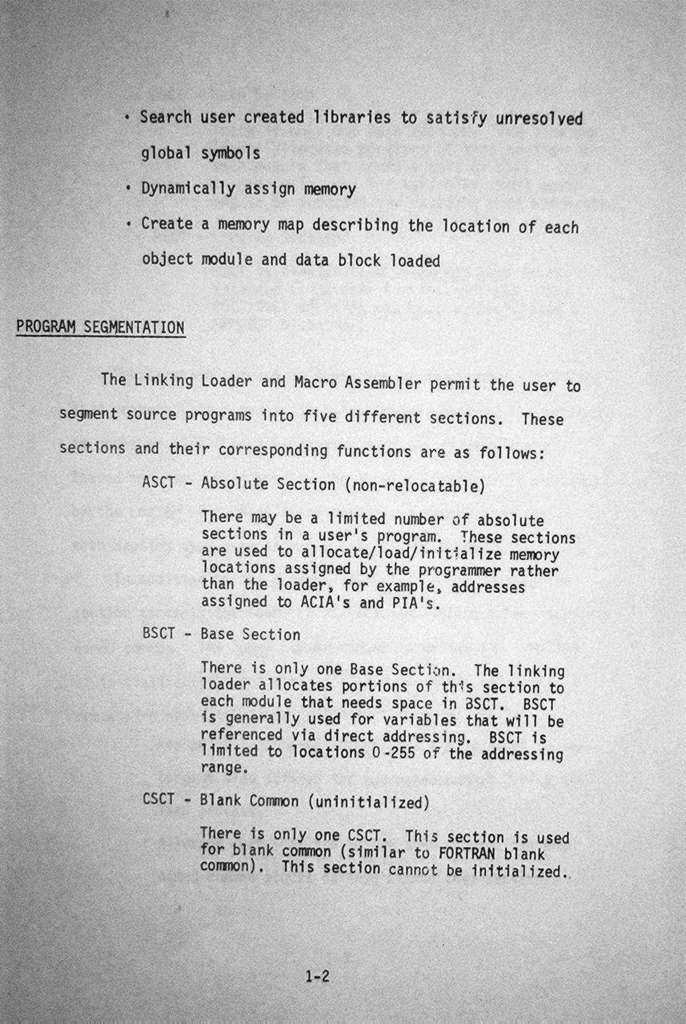 • Search user created libraries to satisfy unresolved
global symbols
• Dynamically assign memory
• Create a memory map describing the location of each
object module and data block loaded
PROGRAM SEGMENTATION
The Linking Loader and Macro Assembler permit the user to
segment source programs into five different sections. These
sections and their corresponding functions are as follows:
ASCT - Absolute Section (non-relocatable)
There may be a limited number of absolute
sections in a user's program. These sections
are used to allocate/load/initialize memory
locations assigned by the programmer rather
than the loader, for example, addresses
assigned to ACIA's and PIA's.
BSCT - Base Section
There is only one Base Section. The linking
loader allocates portions of this section to
each module that needs space in BSCT. BSCT
is generally used for variables that will be
referenced via direct addressing. BSCT is
limited to locations 0-255 of the addressing
range.
CSCT - Blank Common (uninitialized)
There is only one CSCT. This section is used
for blank common (similar to FORTRAN blank
common). This section cannot be initialized.
1-2